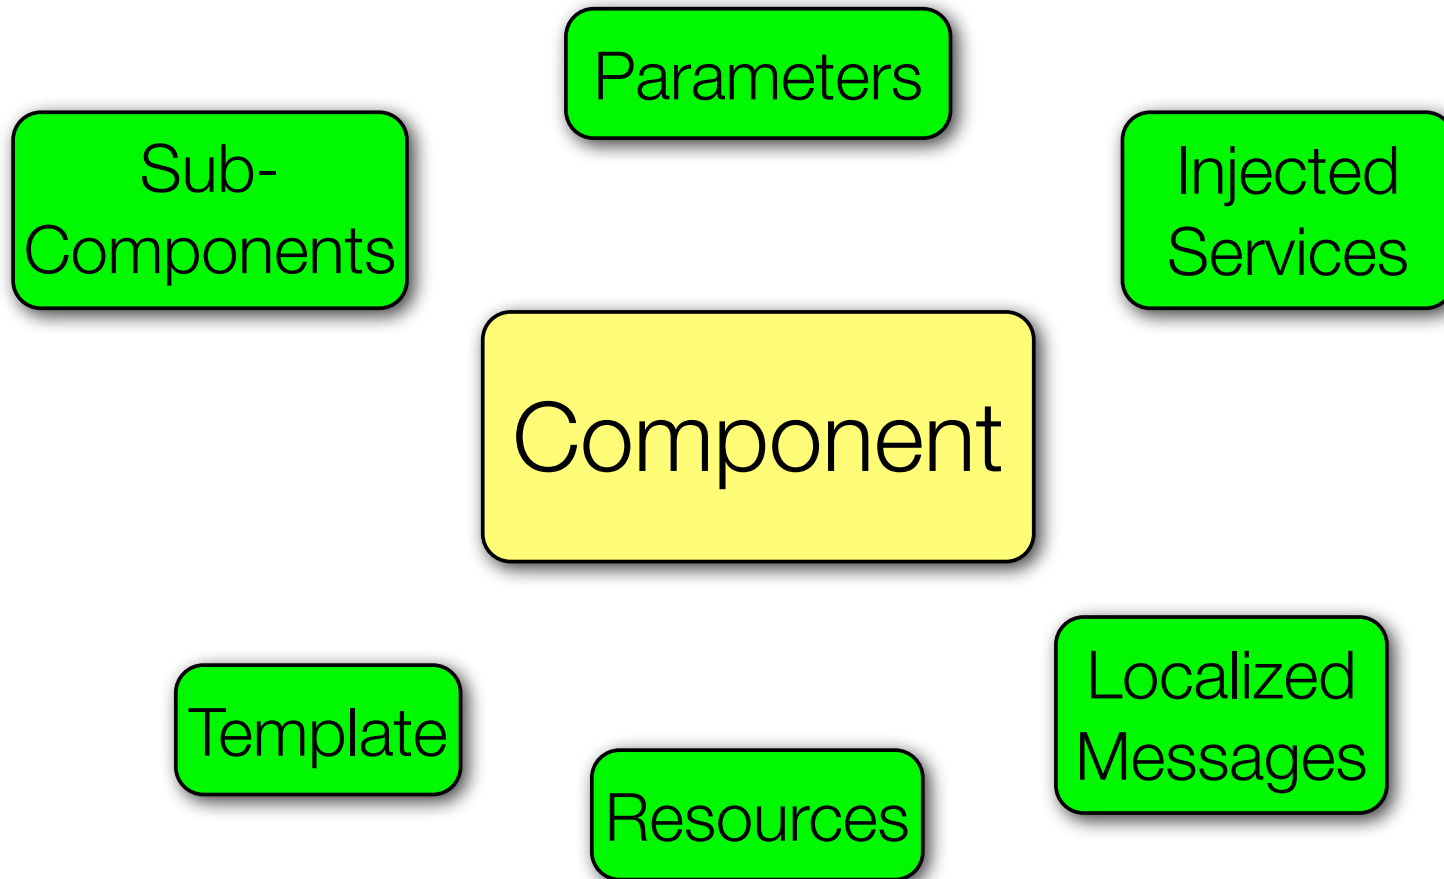 Parameters
Sub-
Components
Injected
Services
Component
Localized
Messages
Template
Resources